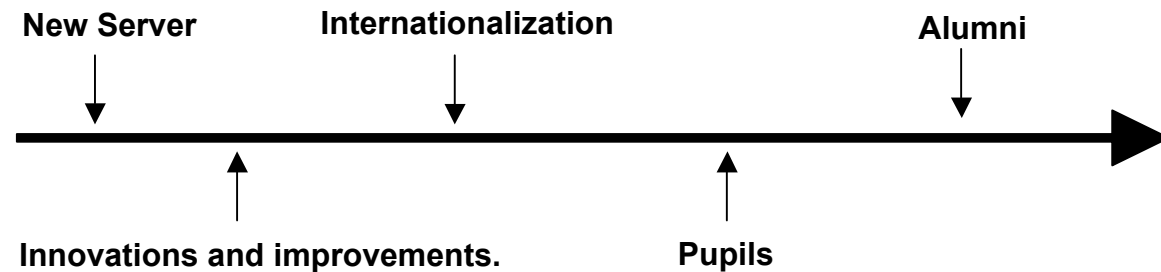 New Server
Internationalization
Alumni
Innovations and improvements.
Pupils